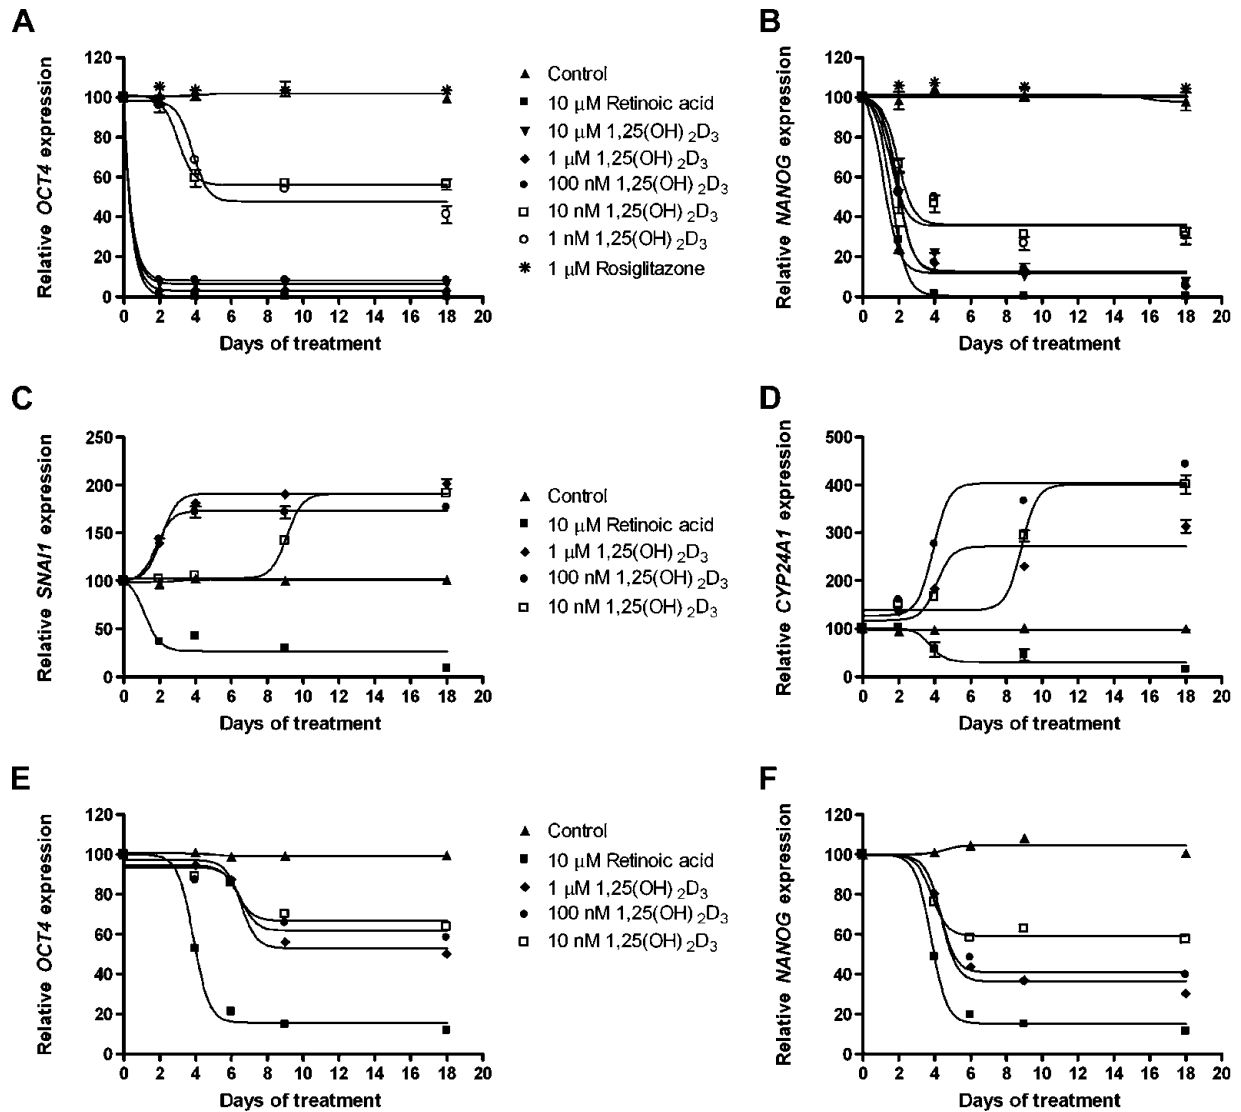 A
B
120
100
80
60
40
20
0
Relative OCT4 expression
0 2 4 6 8 10 12 14 16 18 20
Days of treatment
Control
10 μM Retinoic acid
10 μM 1,25(OH) 2D3
1 μM 1,25(OH) 2D3
100 nM 1,25(OH) 2D3
10 nM 1,25(OH) 2D3
1 nM 1,25(OH) 2D3
1 μM Rosiglitazone
120
100
80
60
40
20
0
Relative NANOG expression
0 2 4 6 8 10 12 14 16 18 20
Days of treatment
C
D
250
200
150
100
50
0
Relative SNAI1 expression
0 2 4 6 8 10 12 14 16 18 20
Days of treatment
Control
10 μM Retinoic acid
1 μM 1,25(OH) 2D3
100 nM 1,25(OH) 2D3
10 nM 1,25(OH) 2D3
500
400
300
200
100
0
Relative CYP24A1 expression
0 2 4 6 8 10 12 14 16 18 20
Days of treatment
E
F
120
100
80
60
40
20
0
Relative OCT4 expression
0 2 4 6 8 10 12 14 16 18 20
Days of treatment
Control
10 μM Retinoic acid
1 μM 1,25(OH) 2D3
100 nM 1,25(OH) 2D3
10 nM 1,25(OH) 2D3
120
100
80
60
40
20
0
Relative NANOG expression
0 2 4 6 8 10 12 14 16 18 20
Days of treatment